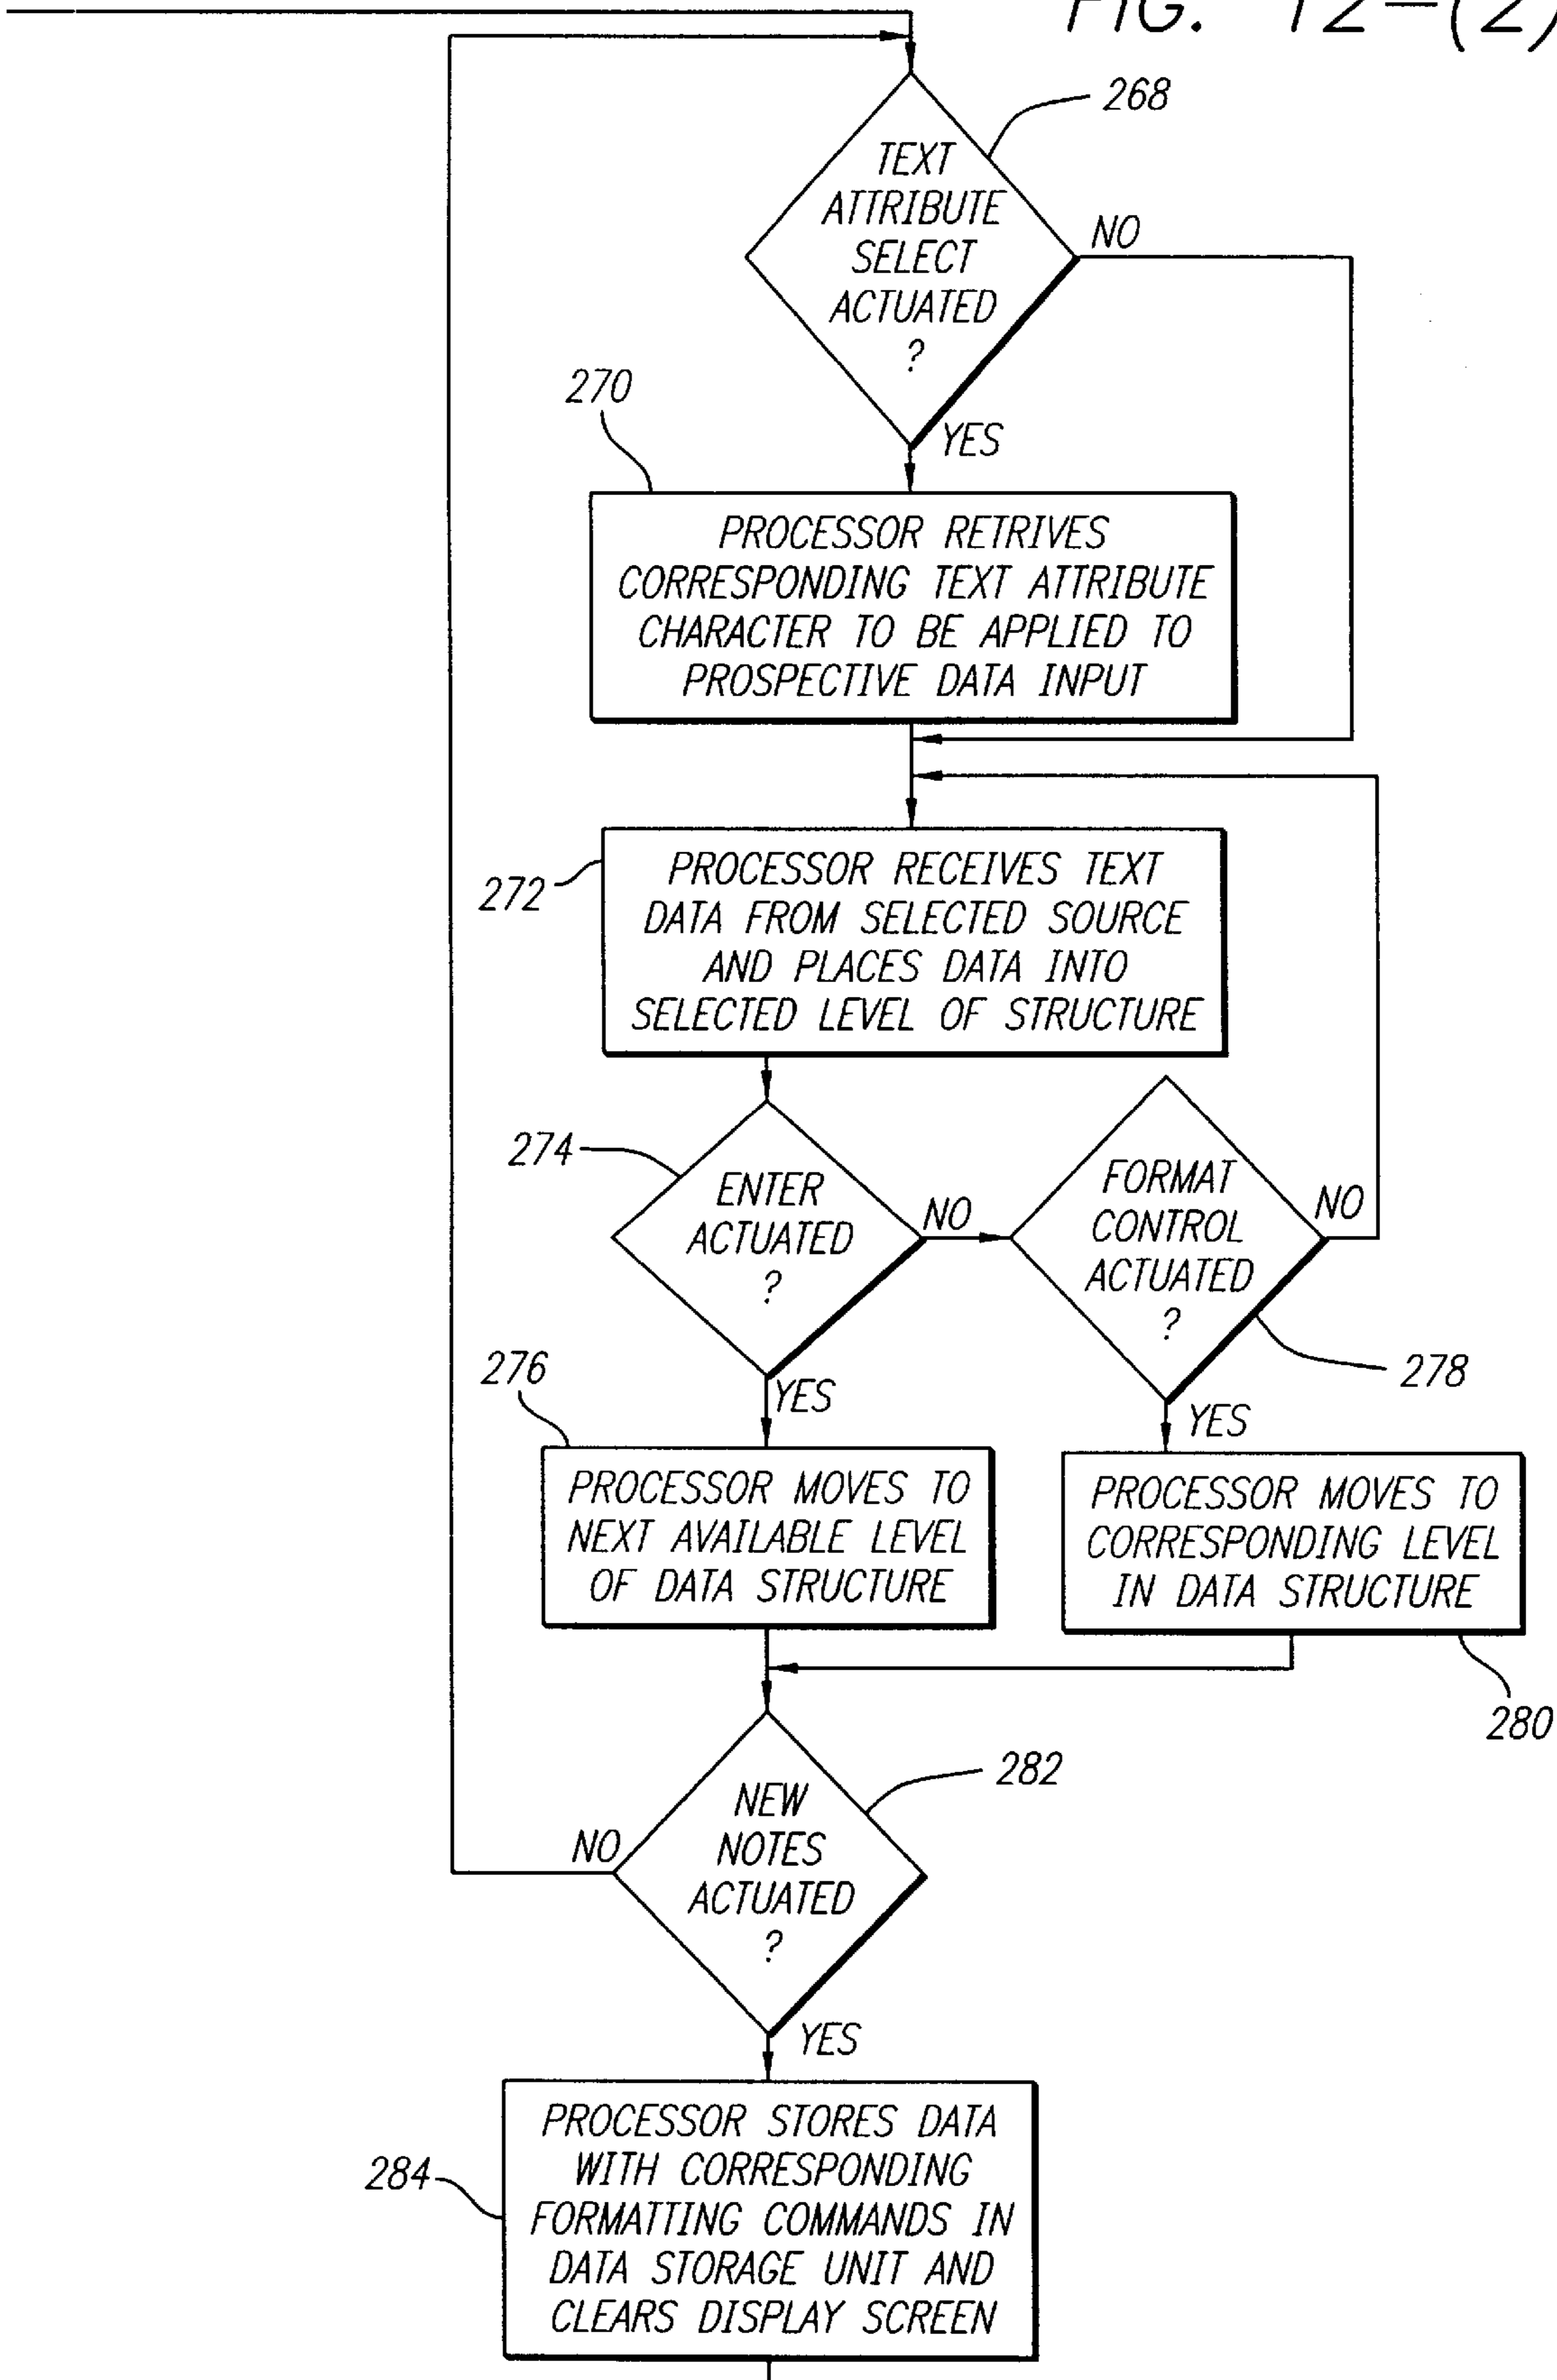 FIG. 12-(2)
268
TEXT
ATTRIBUTE
SELECT
ACTUATED
?
NO
YES
270
PROCESSOR RETRIVES
CORRESPONDING TEXT ATTRIBUTE
CHARACTER TO BE APPLIED TO
PROSPECTIVE DATA INPUT
272
PROCESSOR RECEIVES TEXT
DATA FROM SELECTED SOURCE
AND PLACES DATA INTO
SELECTED LEVEL OF STRUCTURE
274
ENTER
ACTUATED
?
NO
YES
FORMAT
CONTROL
ACTUATED
?
NO
278
YES
276
PROCESSOR MOVES TO
NEXT AVAILABLE LEVEL
OF DATA STRUCTURE
PROCESSOR MOVES TO
CORRESPONDING LEVEL
IN DATA STRUCTURE
280
282
NEW
NOTES
ACTUATED
?
NO
YES
284
PROCESSOR STORES DATA
WITH CORRESPONDING
FORMATTING COMMANDS IN
DATA STORAGE UNIT AND
CLEARS DISPLAY SCREEN